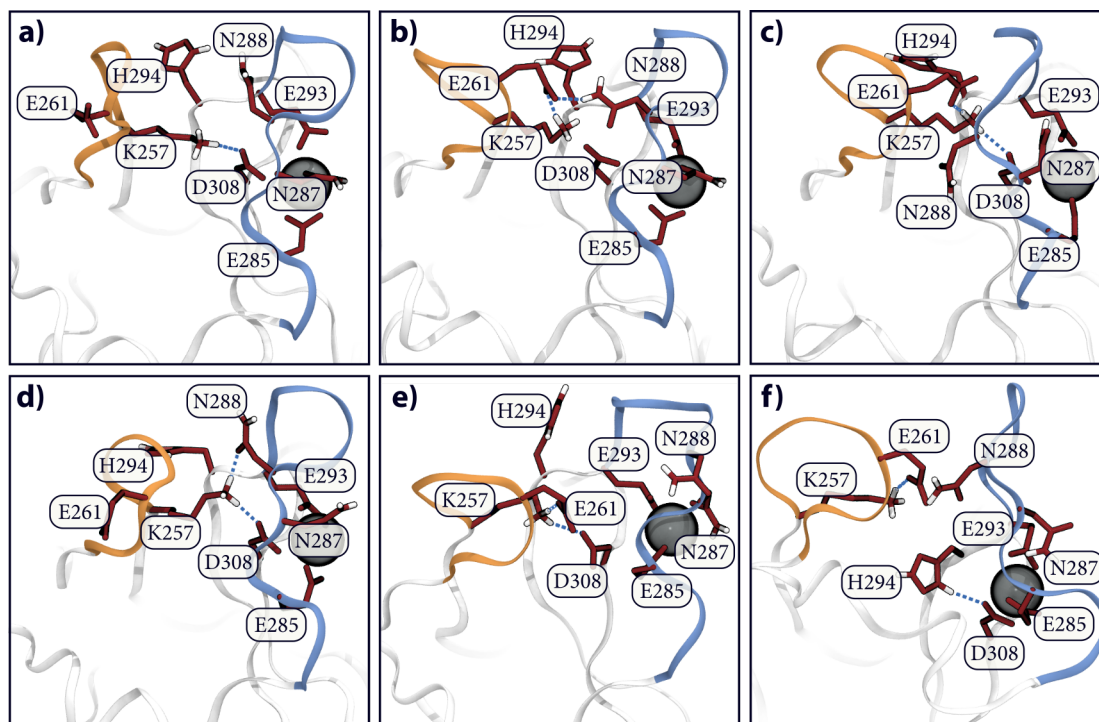 a)
N288
H294
E261
E293
K257
D308
N287
E285
b)
H294
N288
E261
E293
K257
D308
N287
E285
c)
H294
E261
E293
K257
N287
D308
N288
E285
d)
N288
H294
E293
E261
K257
N287
D308
E285
e)
H294
N288
E293
K257
E261
N287
D308
E285
f)
E261
N288
K257
E293
N287
H294
E285
D308